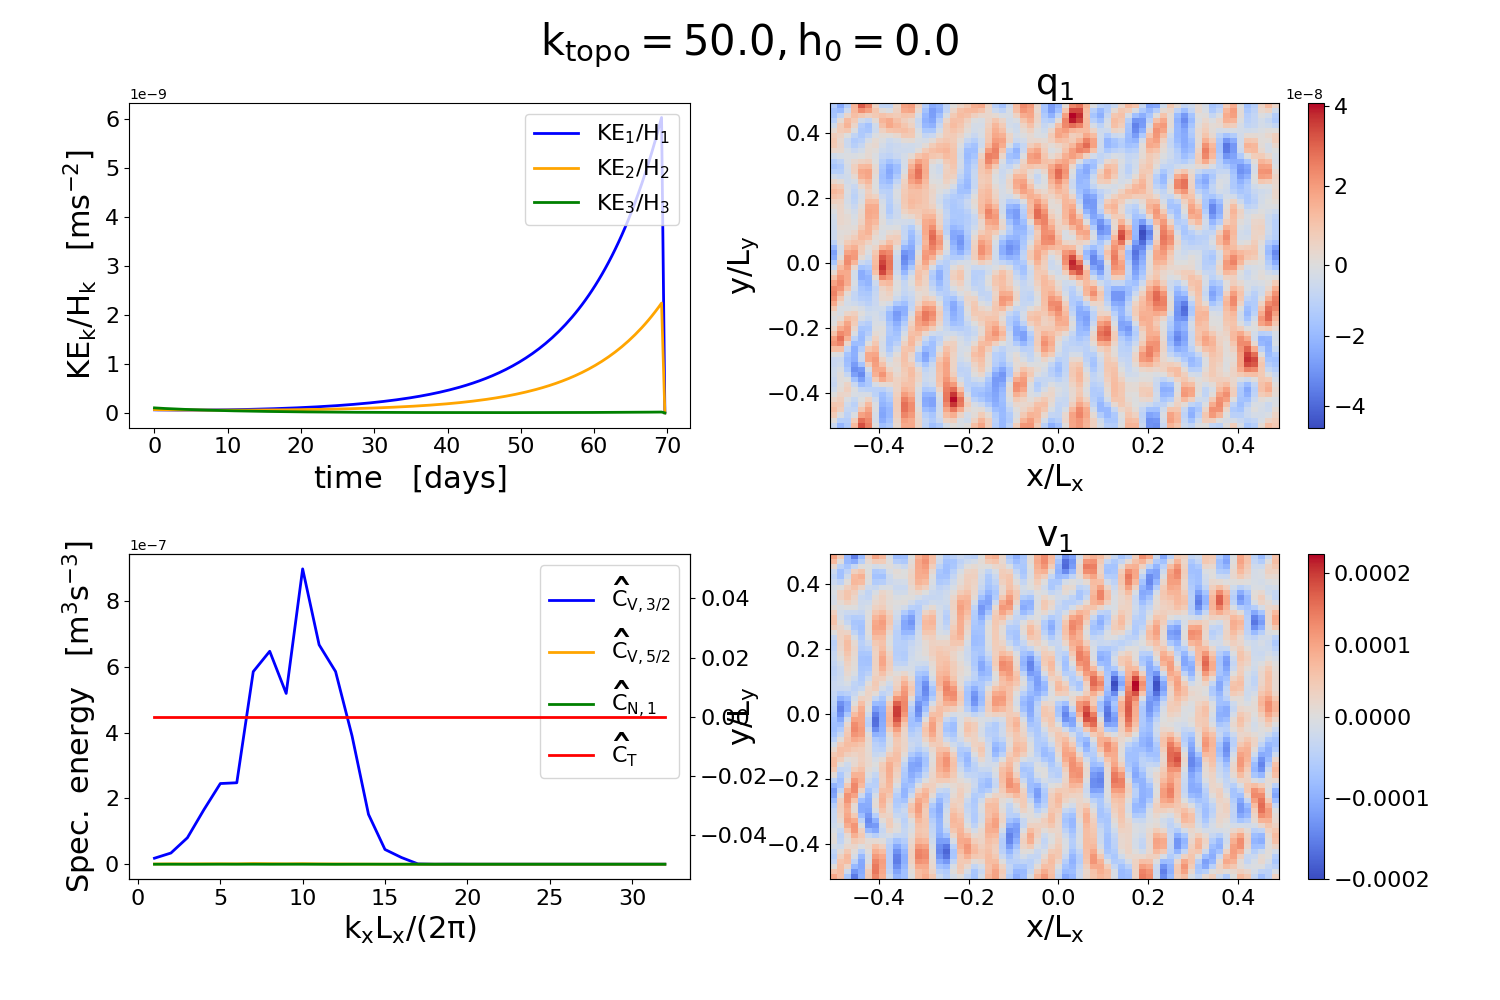 k_topo = 50.0, h_0 = 0.0
1e−9
KE_k/H_k [ms^−2]
6
5
4
3
2
1
0
KE_1/H_1
KE_2/H_2
KE_3/H_3
0 10 20 30 40 50 60 70
time [days]
q_1
y/L_y
0.4
0.2
0.0
−0.2
−0.4
−0.4 −0.2 0.0 0.2 0.4
x/L_x
1e−8
4
2
0
−2
−4
1e−7
Spec. energy [m^3s^−3]
8
6
4
2
0
Ĉ_V,3/2
Ĉ_V,5/2
Ĉ_N,1
Ĉ_T
0.04
0.02
0.00
−0.02
−0.04
0 5 10 15 20 25 30
k_xL_x/(2π)
v_1
y/L_y
0.4
0.2
0.0
−0.2
−0.4
−0.4 −0.2 0.0 0.2 0.4
x/L_x
0.0002
0.0001
0.0000
−0.0001
−0.0002